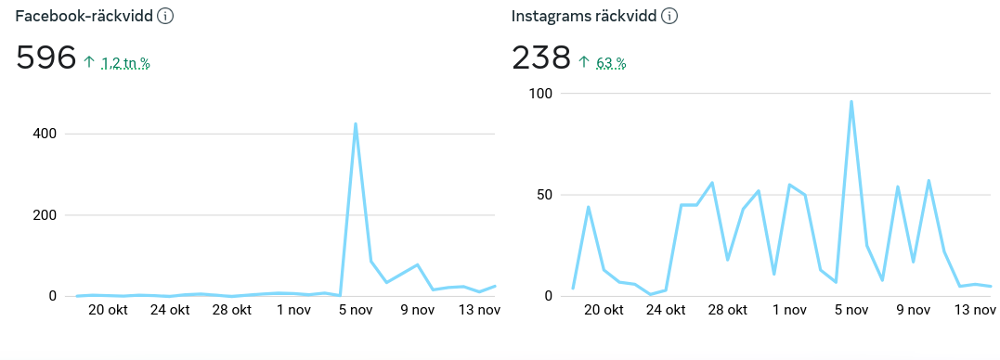 Facebook-räckvidd
596 ↑ 1,2 tn %
400
200
0
20 okt 24 okt 28 okt 1 nov 5 nov 9 nov 13 nov
Instagrams räckvidd
238 ↑ 63 %
100
50
0
20 okt 24 okt 28 okt 1 nov 5 nov 9 nov 13 nov